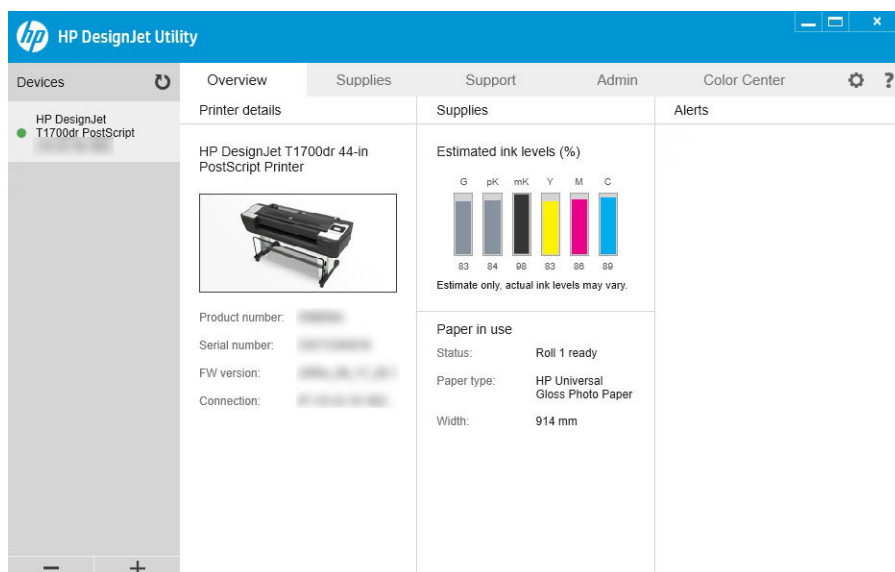 hp HP DesignJet Utility
Devices
HP DesignJet
T1700dr PostScript
Overview Supplies Support Admin Color Center ?
Printer details
HP DesignJet T1700dr 44-in
PostScript Printer
Product number:
Serial number:
FW version:
Connection:
Supplies
Estimated ink levels (%)
G pK mK Y M C
83 84 98 83 86 89
Estimate only, actual ink levels may vary.
Paper in use
Status: Roll 1 ready
Paper type: HP Universal
Gloss Photo Paper
Width: 914 mm
Alerts